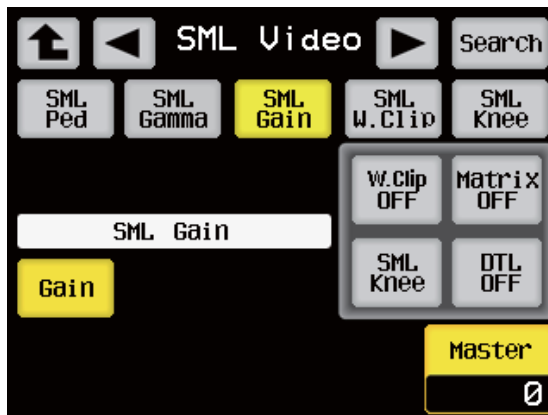 SML Video
Search
SML Ped
SML Gamma
SML Gain
SML W.Clip
SML Knee
W.Clip OFF
Matrix OFF
SML Gain
SML Knee
DTL OFF
Gain
Master
0